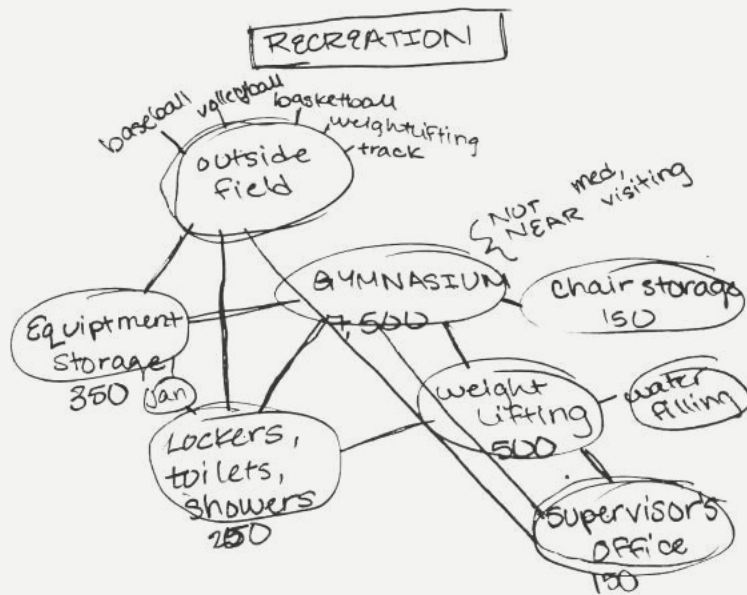 RECREATION
baseball
volleyball
basketball
weightlifting
track
outside
field
{ NOT med,
NEAR visiting
GYMNASIUM
7,500
chair storage
150
Equiptment
storage
350
jan
weight
Lifting
500
water
filling
Lockers,
toilets,
showers
Supervisor's
office
150